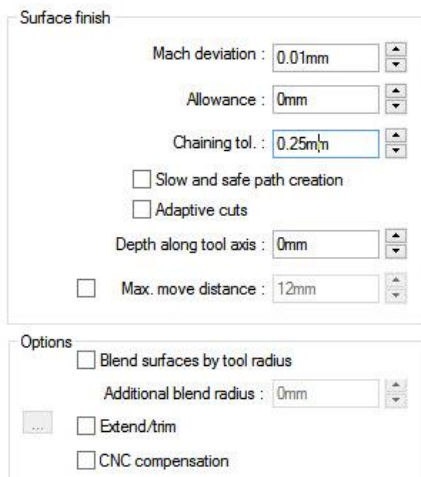 Surface finish
Mach deviation : 0.01mm
Allowance : 0mm
Chaining tol. : 0.25mm
Slow and safe path creation
Adaptive cuts
Depth along tool axis : 0mm
Max. move distance : 12mm
Options
Blend surfaces by tool radius
Additional blend radius : 0mm
... Extend/trim
CNC compensation